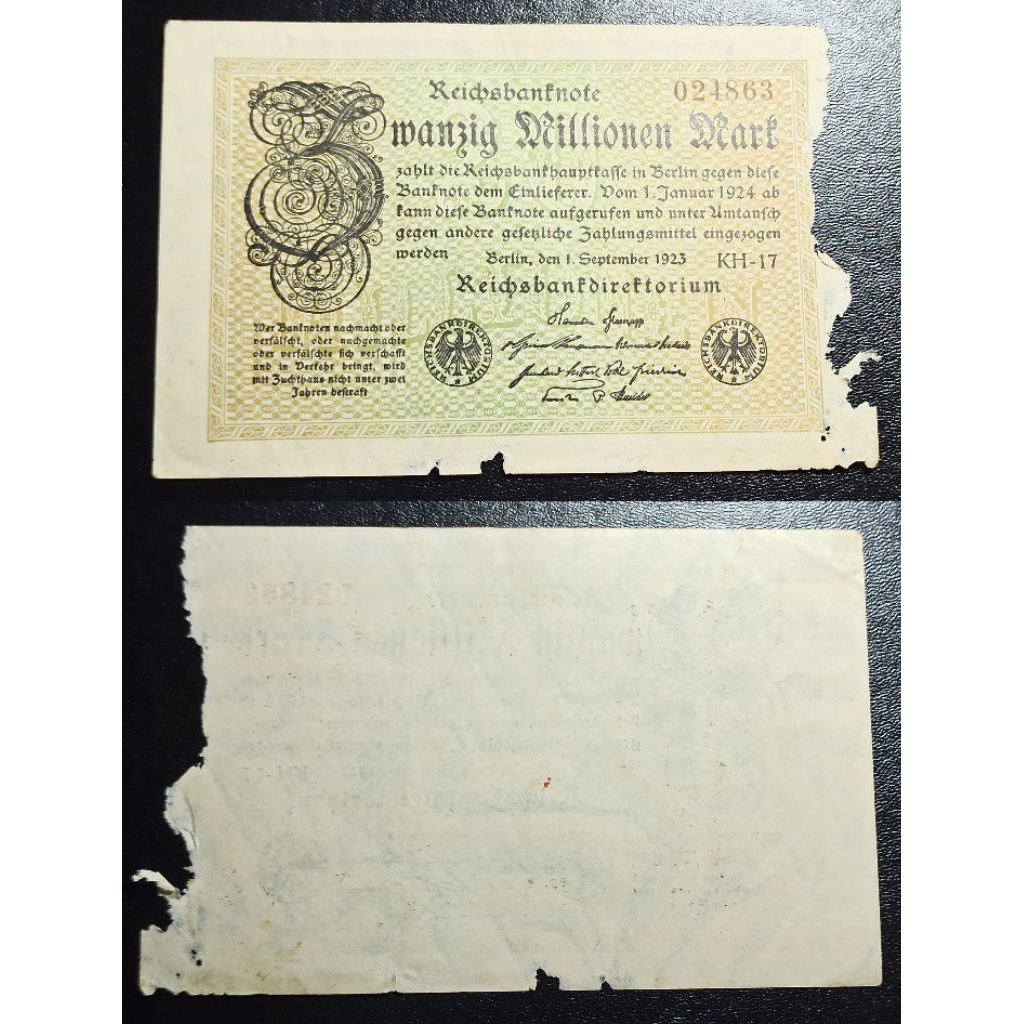 Reichsbanknote
024863
Zwanzig Millionen Mark
zahlt die Reichsbankhauptkasse in Berlin gegen diese
Banknote dem Einlieferer. Vom 1. Januar 1924 ab
kann diese Banknote aufgerufen und unter Umtausch
gegen andere gesetzliche Zahlungsmittel eingezogen
werden
Berlin, den 1. September 1923
KH-17
Reichsbankdirektorium
Wer Banknoten nachmacht oder
verfälscht, oder nachgemachte
oder verfälschte sich verschafft
und in Verkehr bringt, wird
mit Zuchthaus nicht unter zwei
Jahren bestraft
REICHSBANKDIREKTORIUM
REICHSBANKDIREKTORIUM